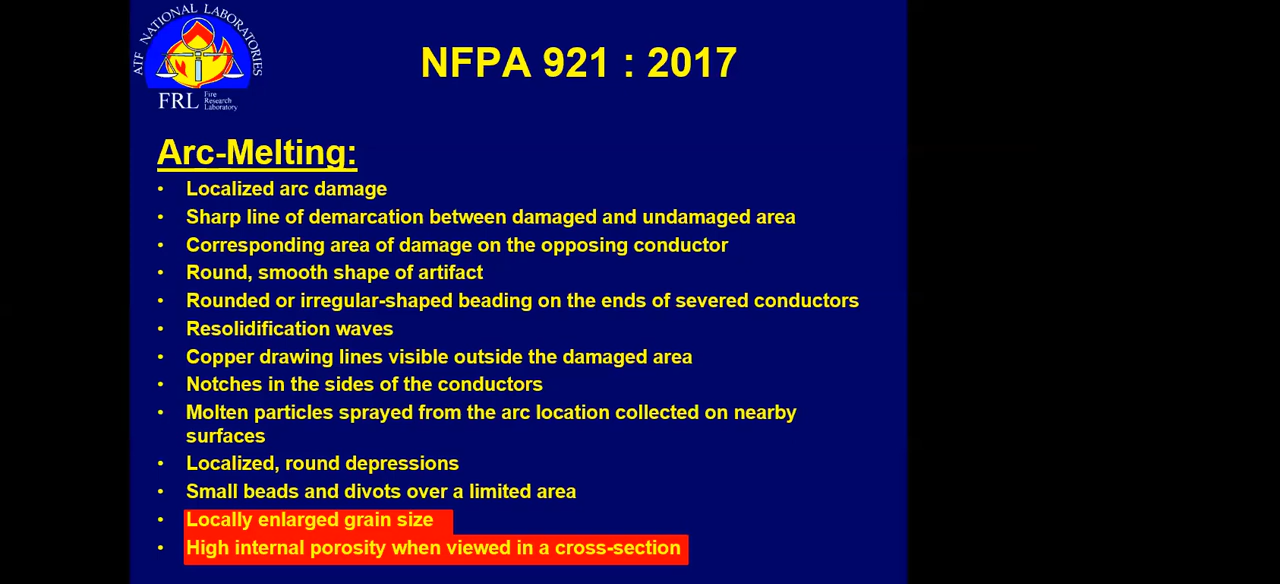 ATF NATIONAL LABORATORIES
FRL Fire Research Laboratory
NFPA 921 : 2017
Arc-Melting:
• Localized arc damage
• Sharp line of demarcation between damaged and undamaged area
• Corresponding area of damage on the opposing conductor
• Round, smooth shape of artifact
• Rounded or irregular-shaped beading on the ends of severed conductors
• Resolidification waves
• Copper drawing lines visible outside the damaged area
• Notches in the sides of the conductors
• Molten particles sprayed from the arc location collected on nearby
surfaces
• Localized, round depressions
• Small beads and divots over a limited area
• Locally enlarged grain size
• High internal porosity when viewed in a cross-section